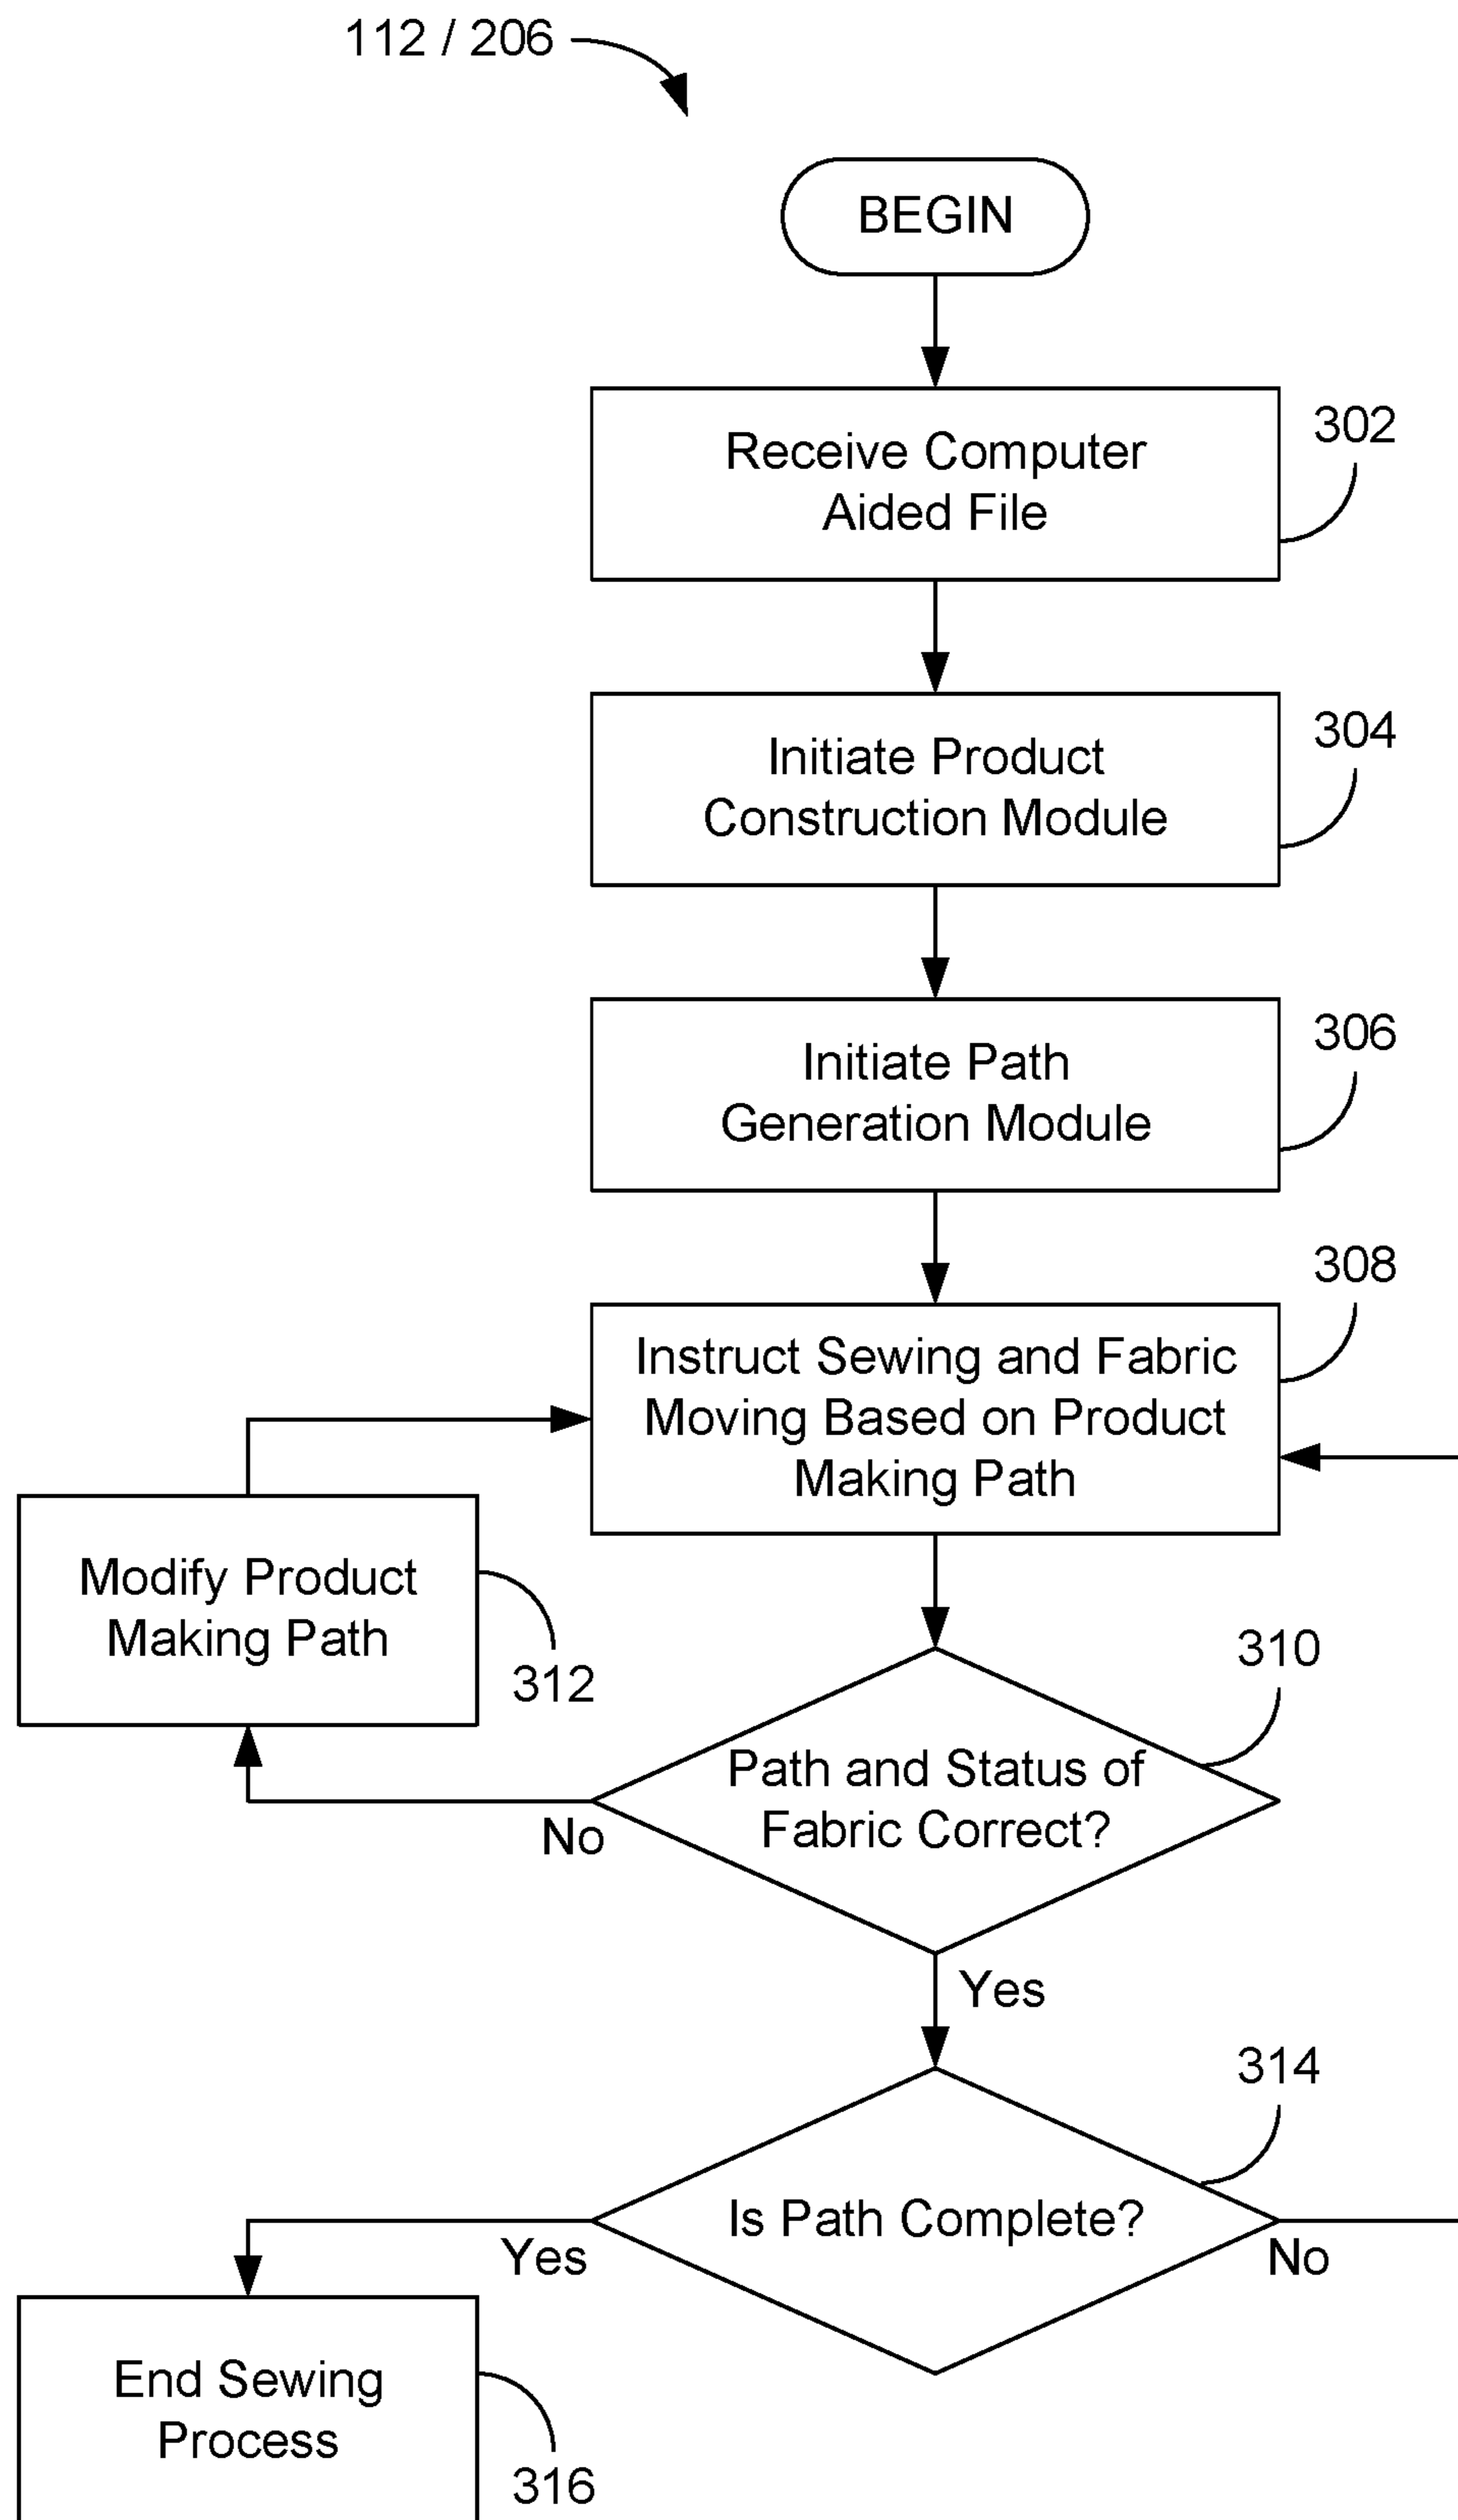 112 / 206
BEGIN
Receive Computer
Aided File
302
Initiate Product
Construction Module
304
Initiate Path
Generation Module
306
308
Instruct Sewing and Fabric
Moving Based on Product
Making Path
Modify Product
Making Path
312
310
Path and Status of
Fabric Correct?
No
Yes
314
Is Path Complete?
Yes
No
End Sewing
Process
316